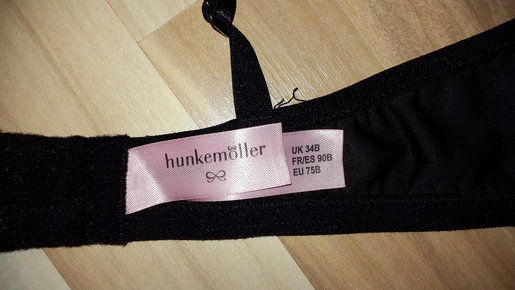 hunkemöller
UK 34B
FR/ES 90B
EU 75B